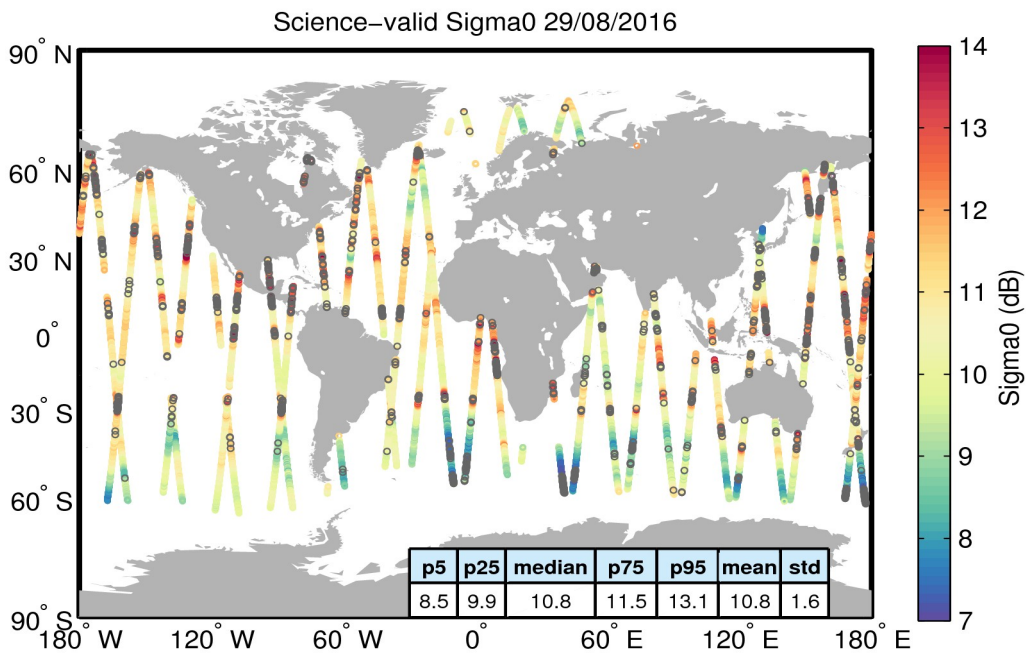 Science−valid Sigma0 29/08/2016
90° N
60° N
30° N
0°
30° S
60° S
90° S
180° W
120° W
60° W
0°
60° E
120° E
180° E
14
13
12
11
10
9
8
7
Sigma0 (dB)
p5 p25 median p75 p95 mean std
8.5 9.9 10.8 11.5 13.1 10.8 1.6